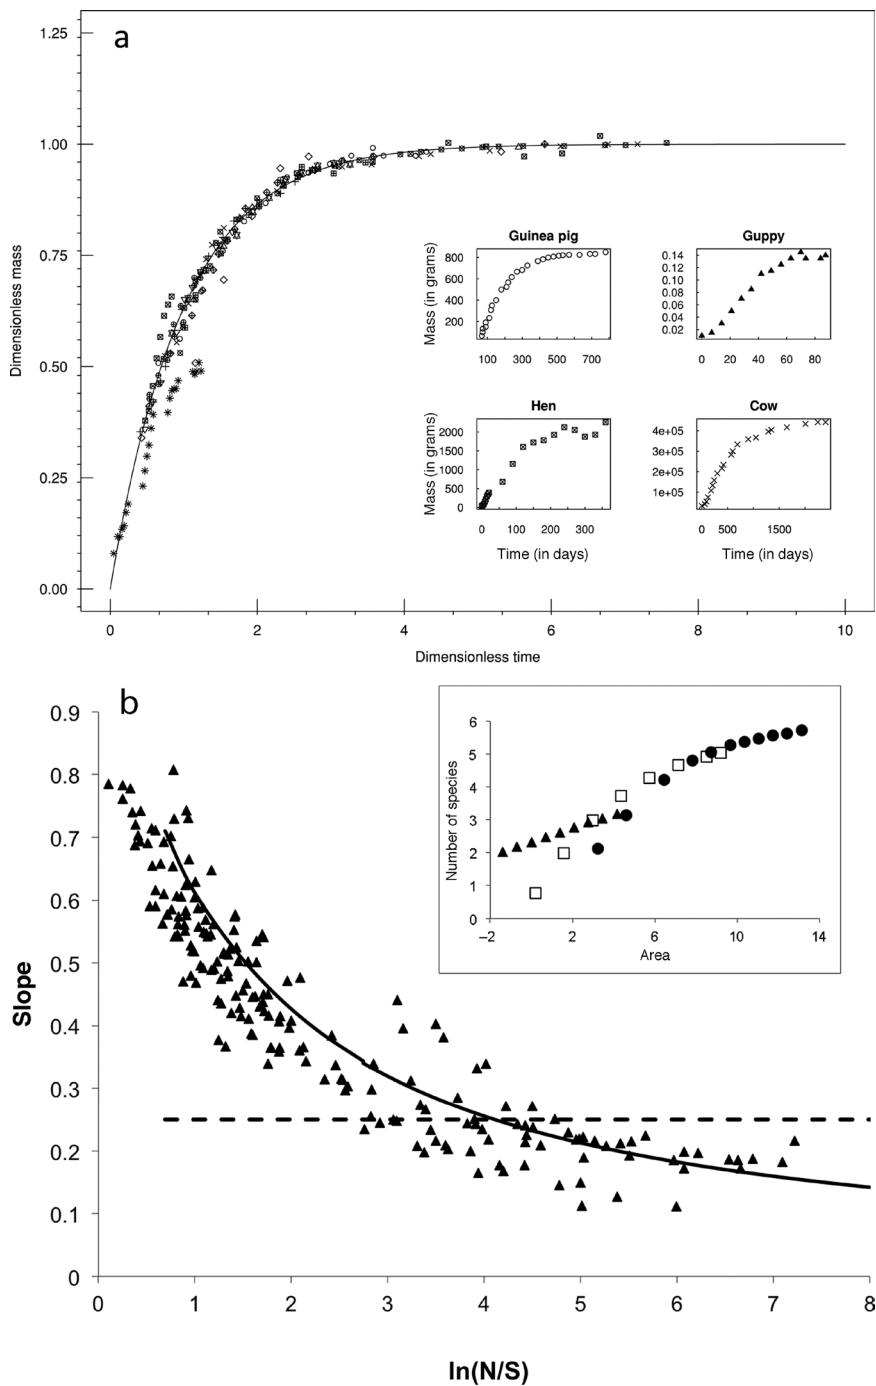 a
1.25
1.00
0.75
0.50
0.25
0.00
Dimensionless mass
0 2 4 6 8 10
Dimensionless time
Guinea pig
Mass (in grams)
800
400
200
100 300 500 700
Guppy
0.14
0.12
0.10
0.08
0.06
0.04
0.02
0 20 40 60 80
Hen
Mass (in grams)
2000
1500
1000
500
0
0 100 200 300
Time (in days)
Cow
4e+05
3e+05
2e+05
1e+05
0 500 1500
Time (in days)
b
0.9
0.8
0.7
0.6
0.5
0.4
0.3
0.2
0.1
0
Slope
0 1 2 3 4 5 6 7 8
ln(N/S)
6
5
4
3
2
1
0
Number of species
–2 2 6 10 14
Area